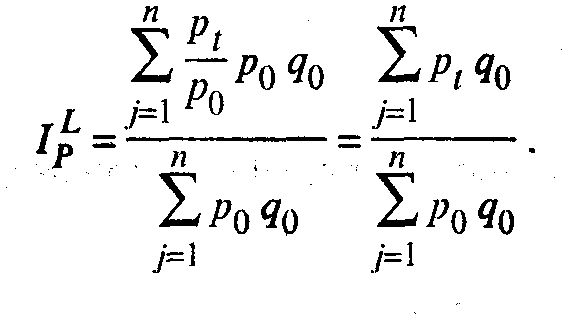 I_P^L = \frac{\sum_{j=1}^{n} \frac{p_t}{p_0} p_0 q_0}{\sum_{j=1}^{n} p_0 q_0} = \frac{\sum_{j=1}^{n} p_t q_0}{\sum_{j=1}^{n} p_0 q_0} .